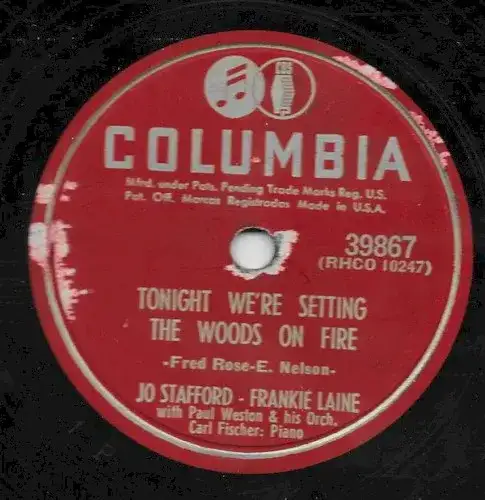 CBS
COLUMBIA
Mfrd. under Pats. Pending Trade Marks Reg. U.S.
Pat. Off. Marcas Registradas Made in U.S.A.
39867
(RHCO 10247)
TONIGHT WE'RE SETTING
THE WOODS ON FIRE
-Fred Rose-E. Nelson-
JO STAFFORD - FRANKIE LAINE
with Paul Weston & his Orch.
Carl Fischer: Piano